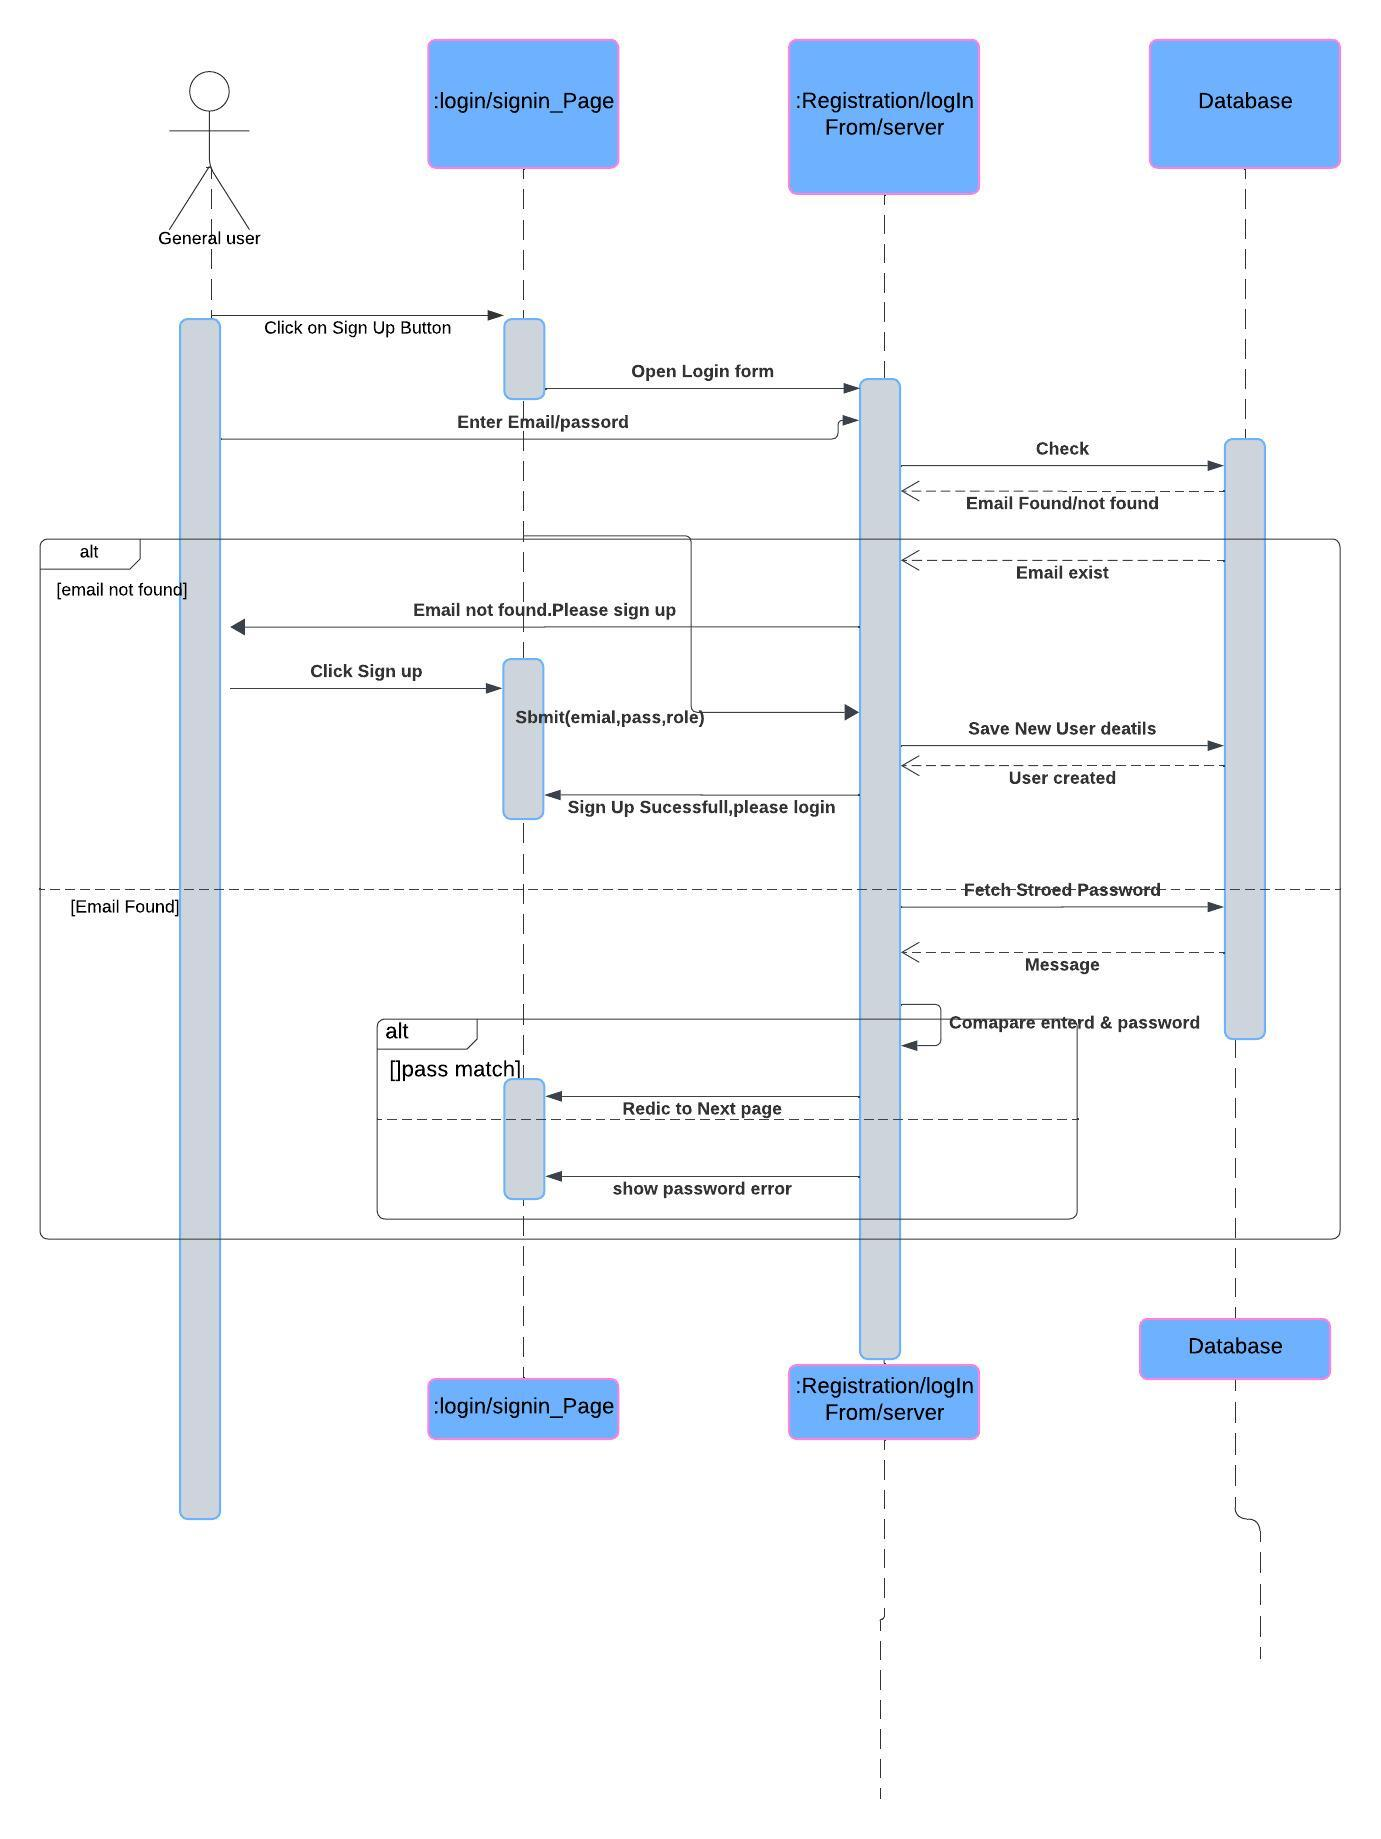 :login/signin_Page
:Registration/logIn
From/server
Database
General user
Click on Sign Up Button
Open Login form
Enter Email/passord
Check
Email Found/not found
alt
Email exist
[email not found]
Email not found.Please sign up
Click Sign up
Sbmit(emial,pass,role)
Save New User deatils
User created
Sign Up Sucessfull,please login
Fetch Stroed Password
[Email Found]
Message
Comapare enterd & password
alt
[]pass match]
Redic to Next page
show password error
Database
:Registration/logIn
From/server
:login/signin_Page